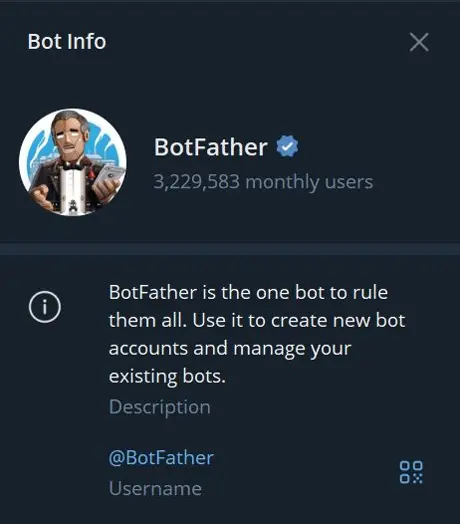 Bot Info
BotFather
3,229,583 monthly users
BotFather is the one bot to rule
them all. Use it to create new bot
accounts and manage your
existing bots.
Description
@BotFather
Username